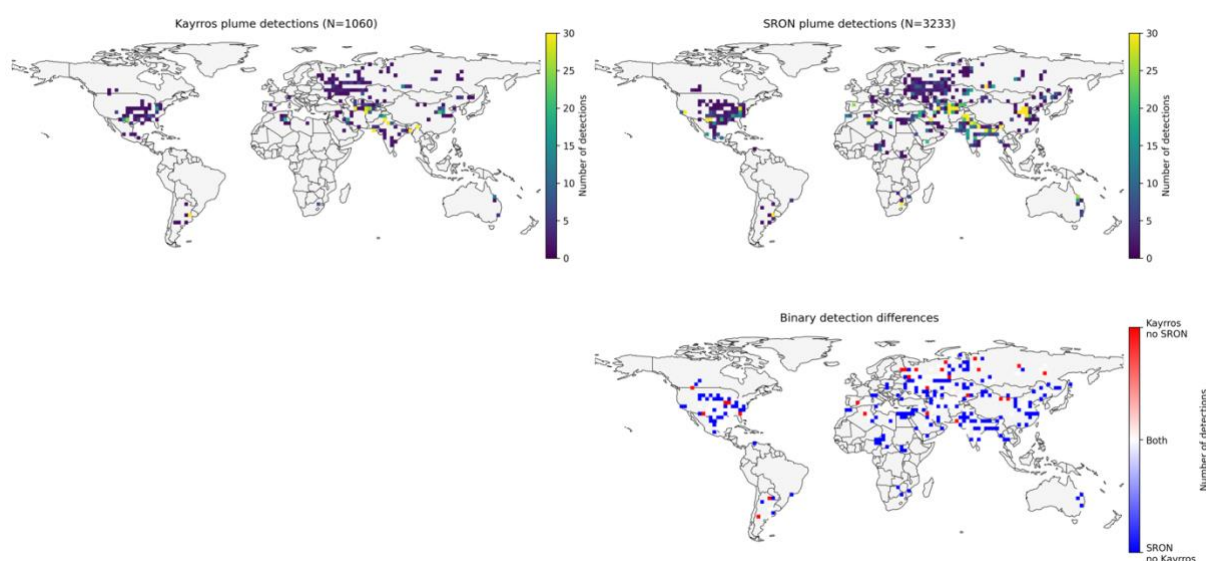 Kayrros plume detections (N=1060)
30
25
20
15
10
5
0
Number of detections
SRON plume detections (N=3233)
30
25
20
15
10
5
0
Number of detections
Binary detection differences
Kayrros
no SRON
Both
SRON
no Kayrros
Number of detections